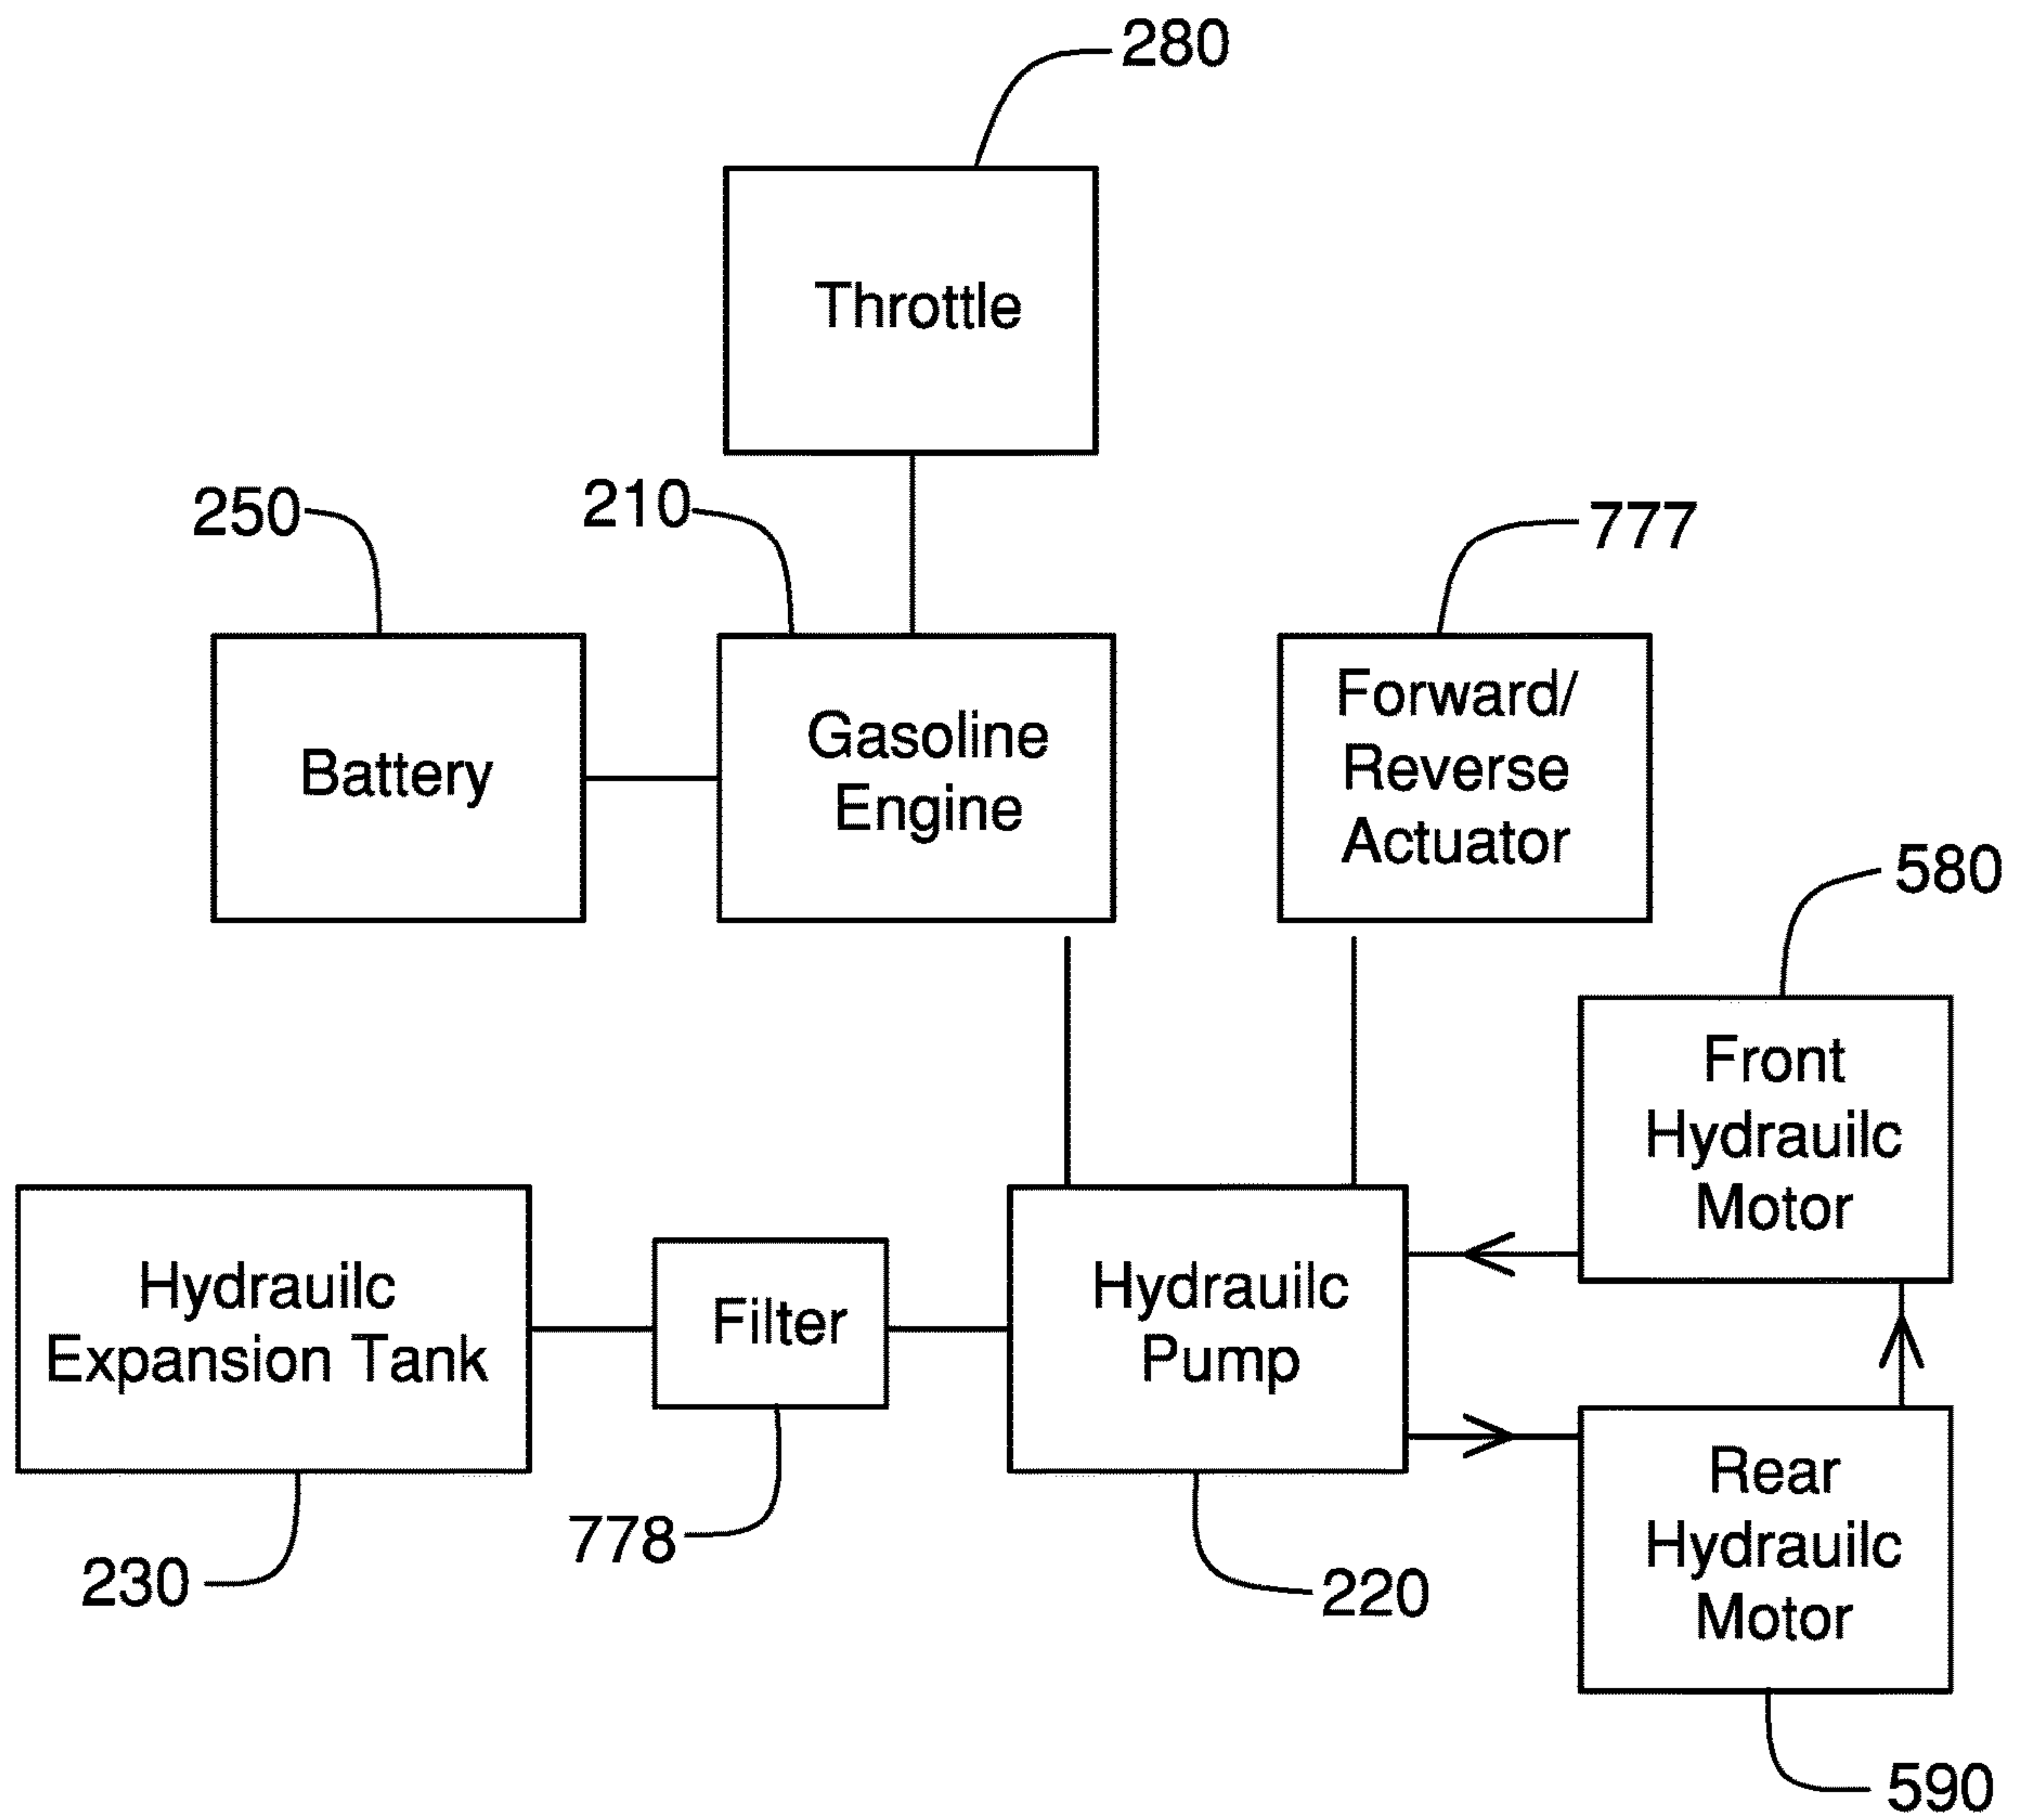 280
Throttle
250
210
777
Battery
Gasoline
Engine
Forward/
Reverse
Actuator
580
Front
Hydrauilc
Motor
Hydrauilc
Expansion Tank
Filter
Hydrauilc
Pump
Rear
Hydrauilc
Motor
230
778
220
590